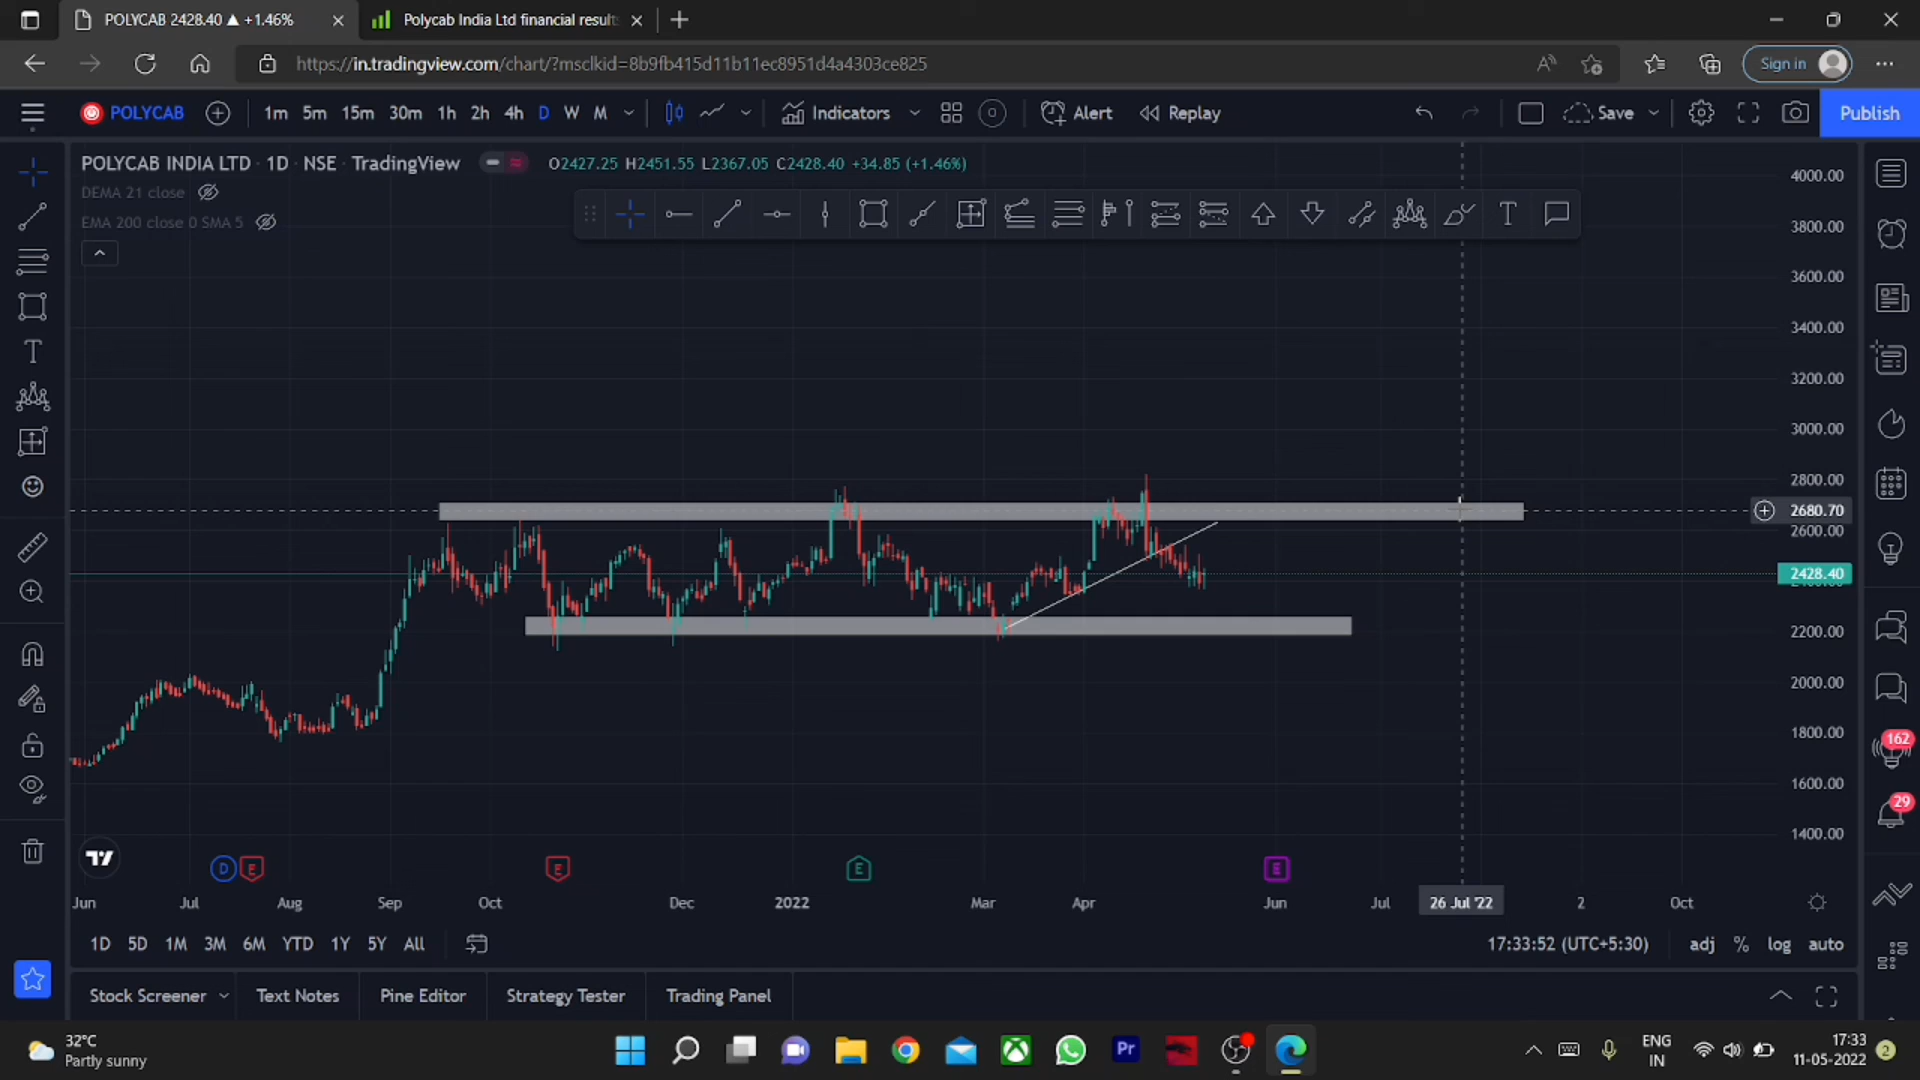 POLYCAB 2428.40 ▲ +1.46%
Polycab India Ltd financial result
https://in.tradingview.com/chart/?msclkid=8b9fb415d11b11ec8951d4a4303ce825
Sign in
POLYCAB
1m 5m 15m 30m 1h 2h 4h D W M
Indicators
Alert
Replay
Save
Publish
POLYCAB INDIA LTD · 1D · NSE · TradingView
O2427.25 H2451.55 L2367.05 C2428.40 +34.85 (+1.46%)
DEMA 21 close
EMA 200 close 0 SMA 5
4000.00
3800.00
3600.00
3400.00
3200.00
3000.00
2800.00
2680.70
2600.00
2428.40
2200.00
2000.00
1800.00
1600.00
1400.00
162
29
D E E E E
Jun Jul Aug Sep Oct Dec 2022 Mar Apr Jun Jul 26 Jul '22 2 Oct
1D 5D 1M 3M 6M YTD 1Y 5Y All
17:33:52 (UTC+5:30) adj % log auto
Stock Screener Text Notes Pine Editor Strategy Tester Trading Panel
32°C
Partly sunny
Pr
ENG
IN
17:33
11-05-2022
2